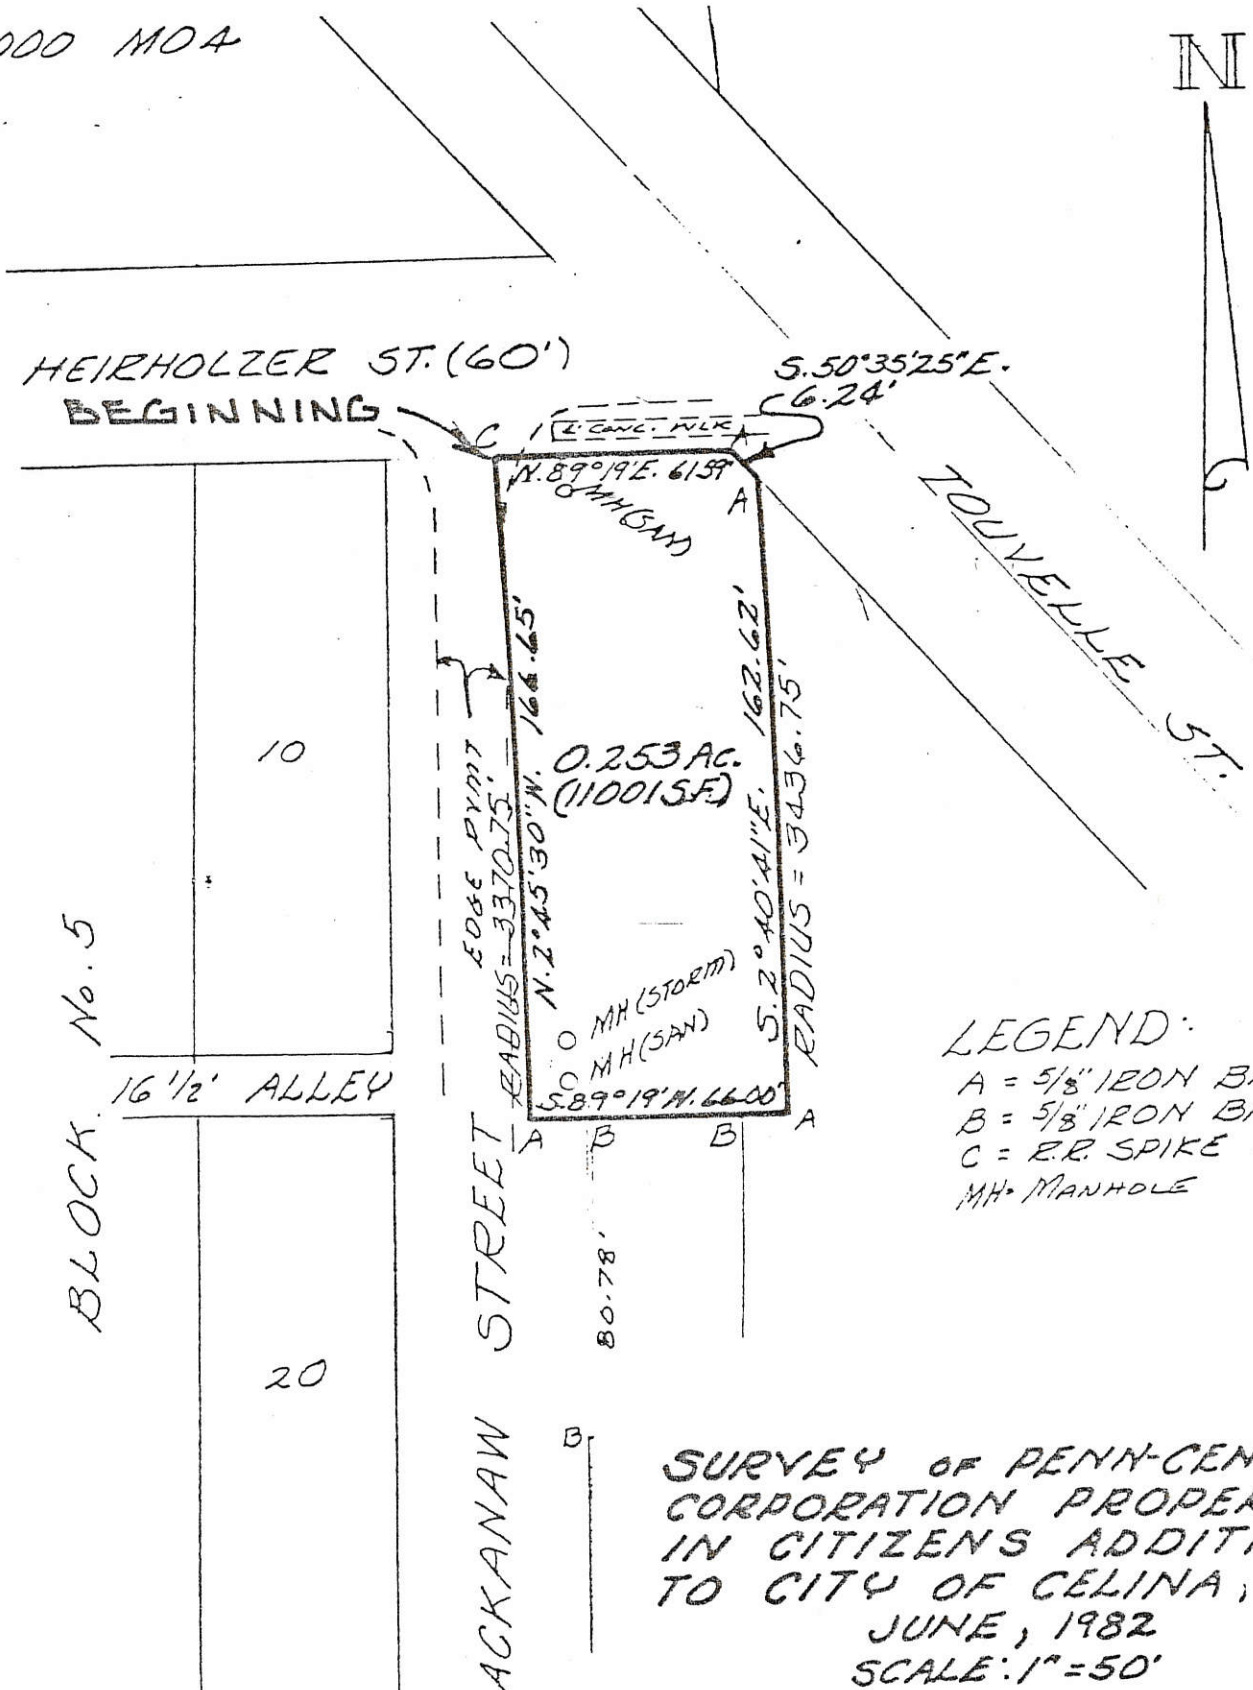 000 MOA
N
HEIRHOLZER ST. (60')
BEGINNING
S. 50°35'25" E.
6.24'
C
CONC. WLK
A
N. 89°19' E. 61.59'
MH (SAN)
A
TOUVELLE ST.
N. 2°45'30" W. 166.65'
EDGE PVMT
RADIUS = 3370.75'
0.253 AC.
(11001 S.F.)
S. 2°40'41" E. 162.62'
RADIUS = 3436.75'
10
BLOCK No. 5
MH (STORM)
MH (SAN)
16 1/2' ALLEY
S. 89°19' W. 66.00'
A
B
B
A
LEGEND:
A = 5/8" IRON BA
B = 5/8" IRON BA
C = R.R. SPIKE
MH = MANHOLE
80.78'
20
ACKANAW STREET
B
SURVEY OF PENN-CEN
CORPORATION PROPE
IN CITIZENS ADDIT
TO CITY OF CELINA,
JUNE, 1982
SCALE: 1" = 50'